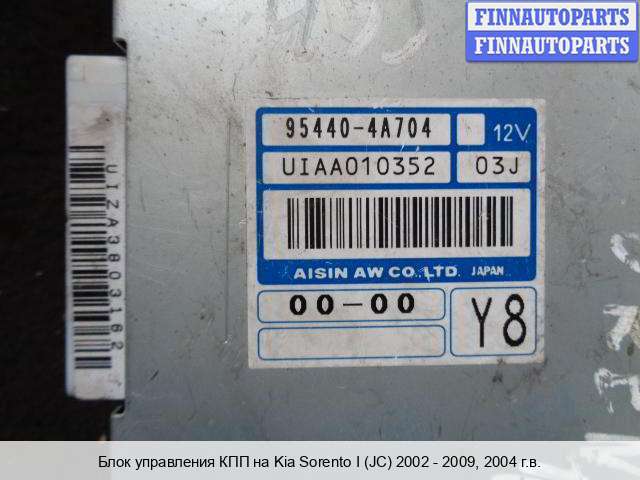 FINNAUTOPARTS
FINNAUTOPARTS
95440-4A704 12V
UIAA010352 03J
AISIN AW CO., LTD. JAPAN
00-00 Y8
UIZA3803162
Блок управления КПП на Kia Sorento I (JC) 2002 - 2009, 2004 г.в.